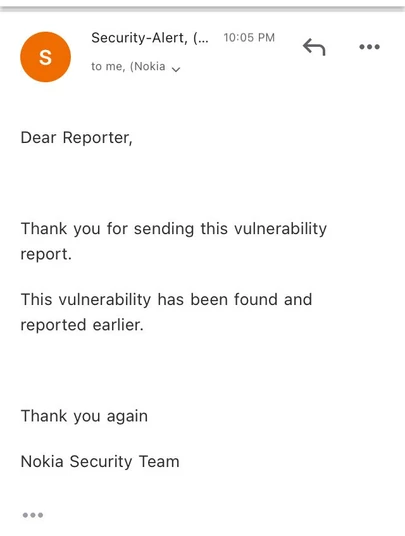 S
Security-Alert, (... 10:05 PM
to me, (Nokia
Dear Reporter,
Thank you for sending this vulnerability
report.
This vulnerability has been found and
reported earlier.
Thank you again
Nokia Security Team